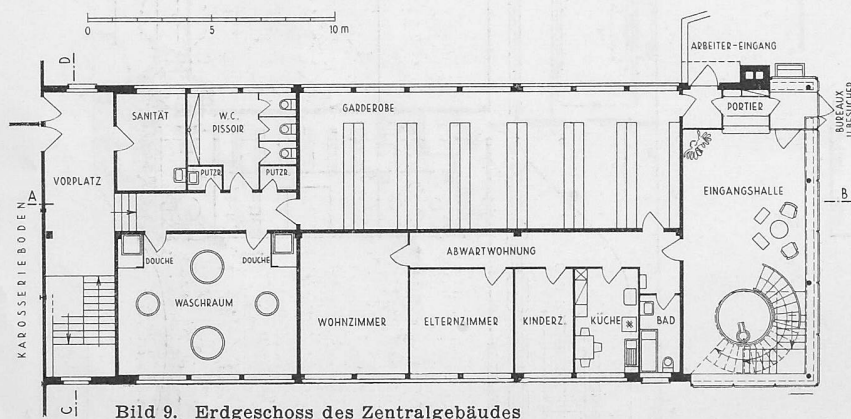 0 5 10 m
ARBEITER-EINGANG
D
SANITÄT
W.C.
PISSOIR
GARDEROBE
PORTIER
BUREAUX
U. BESUCHER
VORPLATZ
PUTZR.
PUTZR.
A
EINGANGSHALLE
B
KAROSSERIEBODEN
DOUCHE
DOUCHE
ABWARTWOHNUNG
WASCHRAUM
WOHNZIMMER
ELTERNZIMMER
KINDERZ.
KÜCHE
BAD
C
Bild 9. Erdgeschoss des Zentralgebäudes